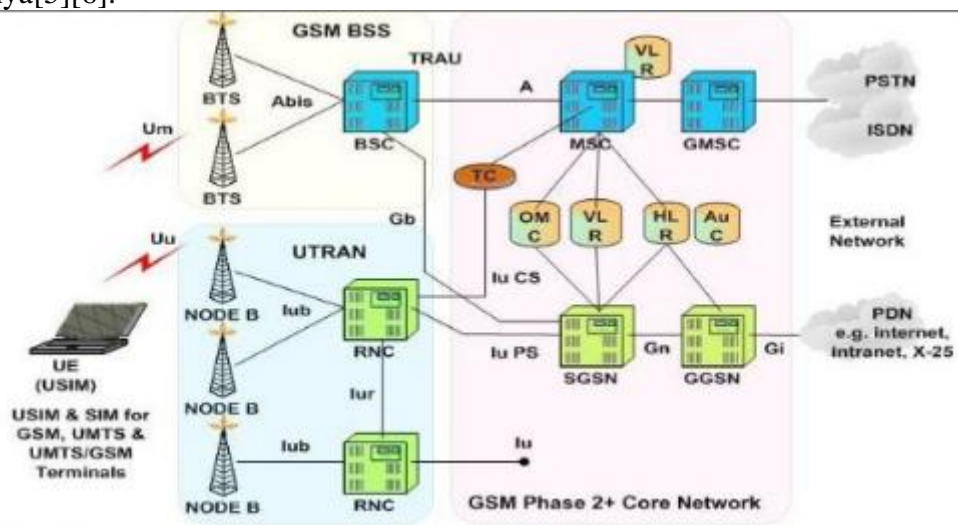 GSM BSS
TRAU
VL
R
BTS
Abis
A
PSTN
Um
BSC
MSC
GMSC
ISDN
BTS
TC
Gb
OM
C
VL
R
HL
R
Au
C
External
Network
Uu
UTRAN
Iu CS
NODE B
Iub
RNC
Iu PS
SGSN
Gn
GGSN
Gi
PDN
e.g. Internet,
Intranet, X-25
UE
(USIM)
NODE B
Iur
USIM & SIM for
GSM, UMTS &
UMTS/GSM
Terminals
Iub
Iu
NODE B
RNC
GSM Phase 2+ Core Network